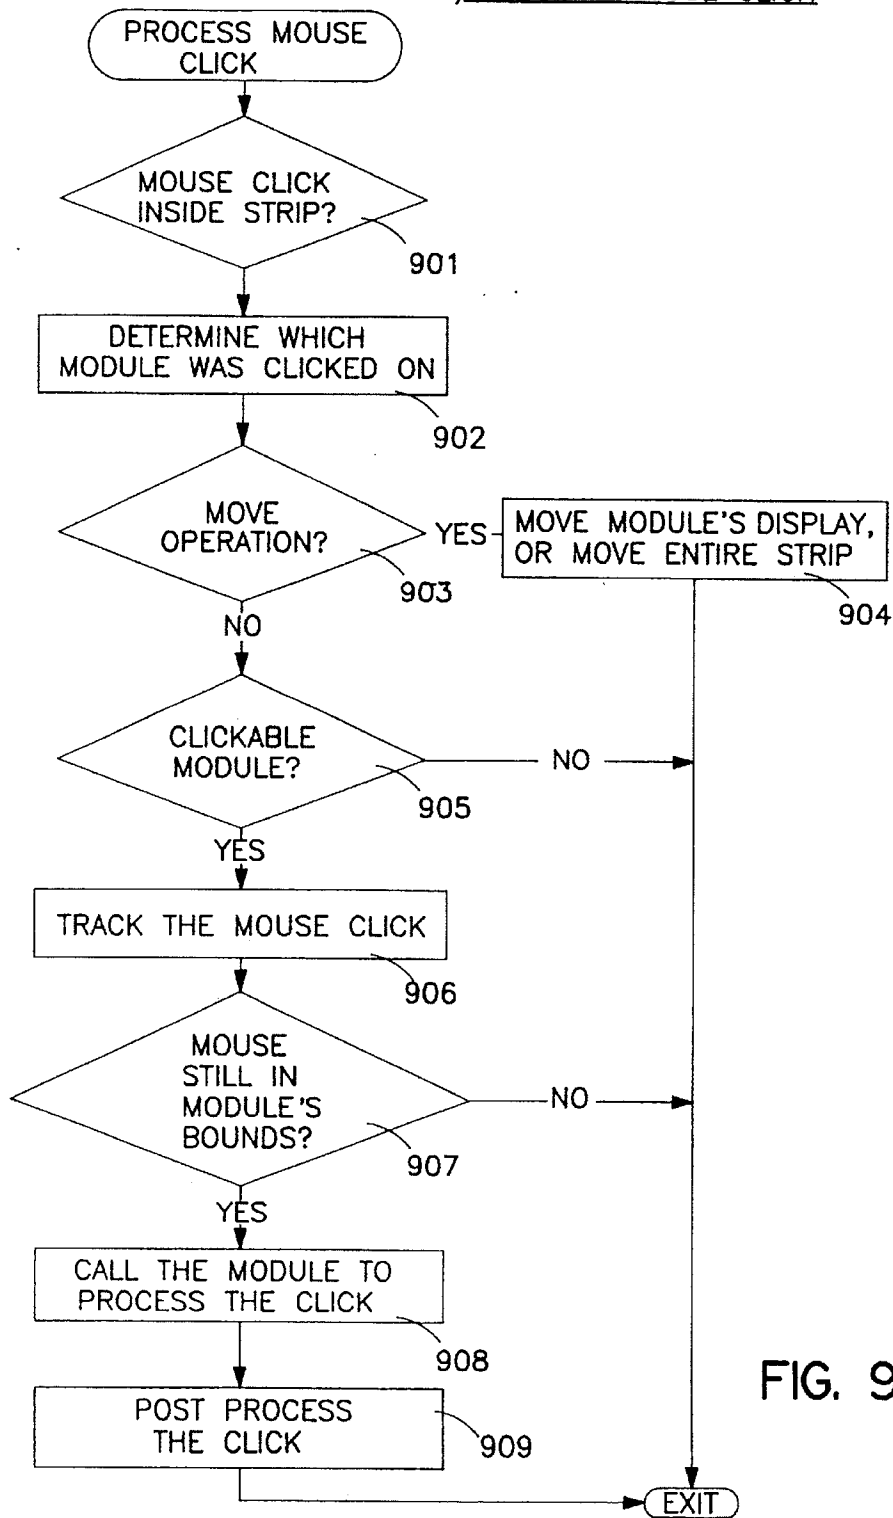 PROCESS MOUSE
CLICK
MOUSE CLICK
INSIDE STRIP?
901
DETERMINE WHICH
MODULE WAS CLICKED ON
902
MOVE
OPERATION?
903
YES
MOVE MODULE'S DISPLAY,
OR MOVE ENTIRE STRIP
904
NO
CLICKABLE
MODULE?
905
NO
YES
TRACK THE MOUSE CLICK
906
MOUSE
STILL IN
MODULE'S
BOUNDS?
907
NO
YES
CALL THE MODULE TO
PROCESS THE CLICK
908
POST PROCESS
THE CLICK
909
EXIT
FIG. 9